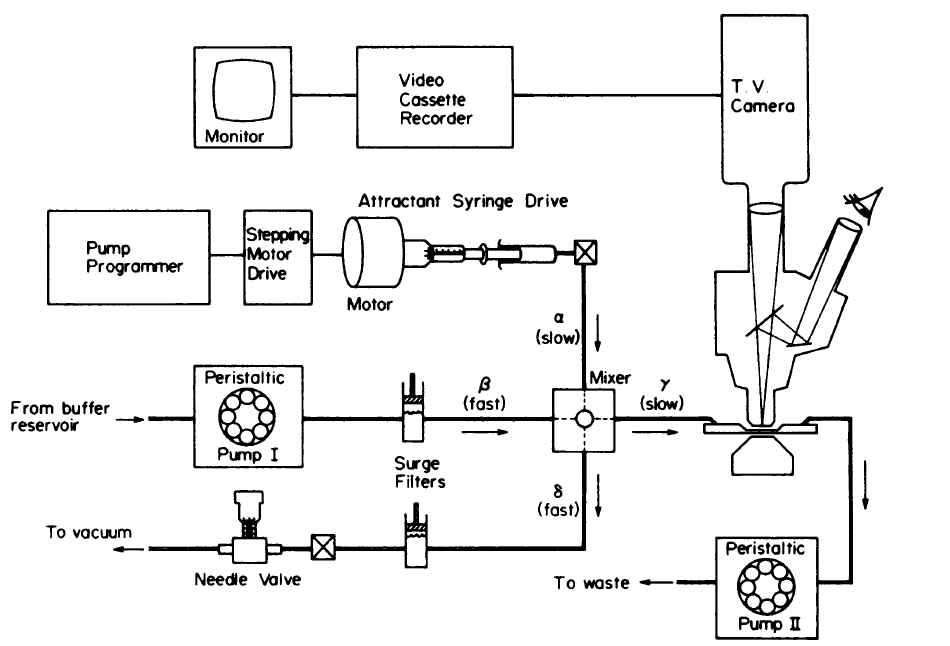 Monitor
Video
Cassette
Recorder
T. V.
Camera
Attractant Syringe Drive
Pump
Programmer
Stepping
Motor
Drive
Motor
α
(slow)
Mixer
Peristaltic
Pump I
From buffer
reservoir
β
(fast)
γ
(slow)
Surge
Filters
δ
(fast)
To vacuum
Needle Valve
To waste
Peristaltic
Pump II